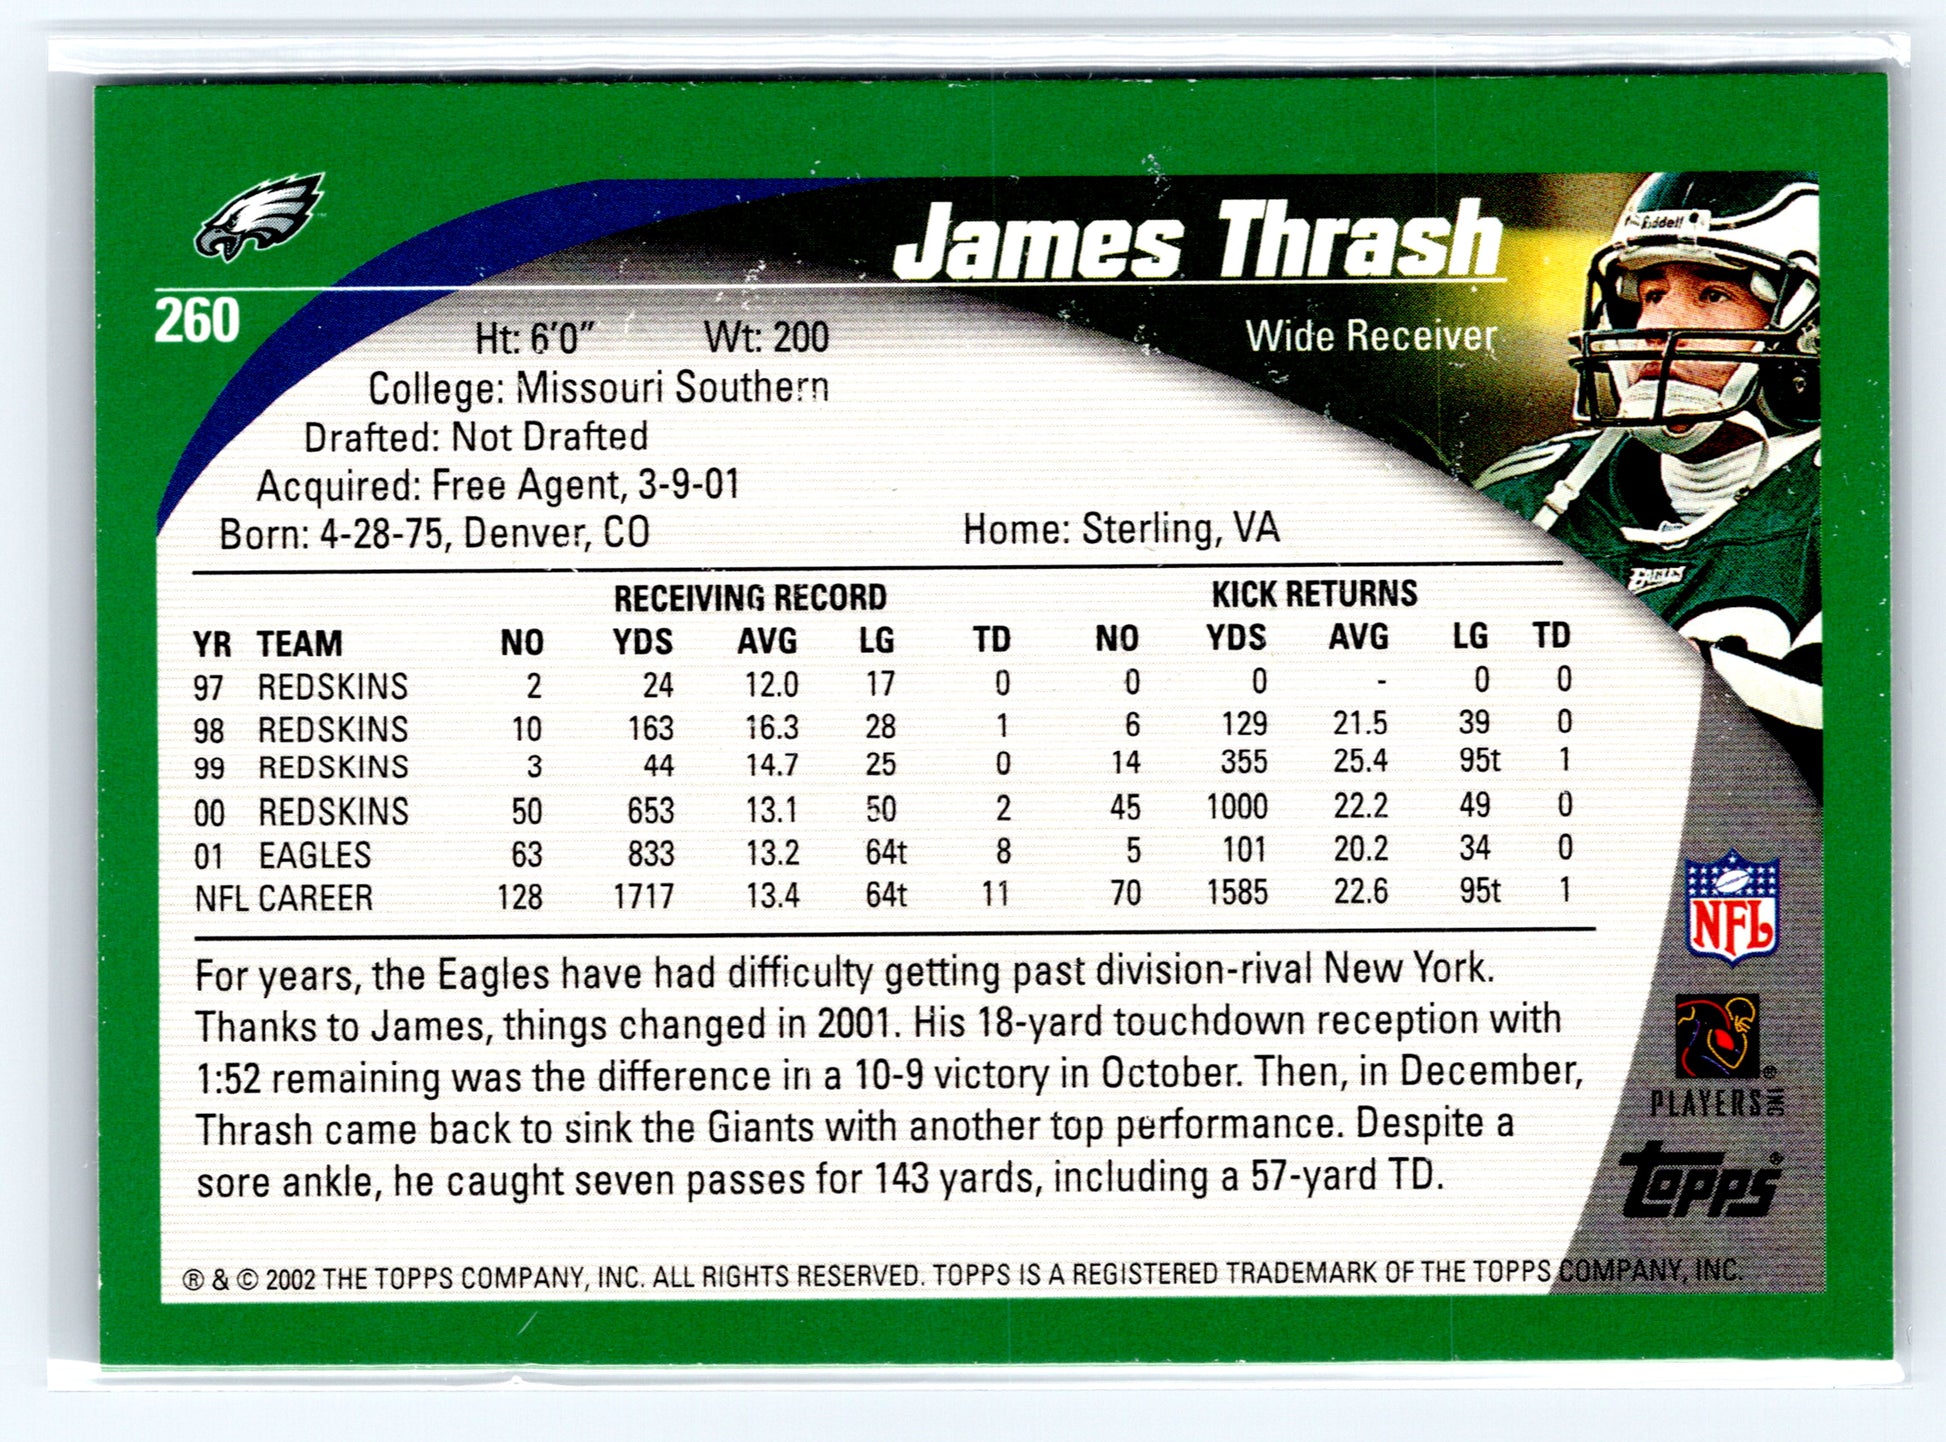 James Thrash
Riddell
260
Wide Receiver
Ht: 6'0" Wt: 200
College: Missouri Southern
Drafted: Not Drafted
Acquired: Free Agent, 3-9-01
Born: 4-28-75, Denver, CO Home: Sterling, VA
EAGLES
RECEIVING RECORD KICK RETURNS
YR TEAM NO YDS AVG LG TD NO YDS AVG LG TD
97 REDSKINS 2 24 12.0 17 0 0 0 - 0 0
98 REDSKINS 10 163 16.3 28 1 6 129 21.5 39 0
99 REDSKINS 3 44 14.7 25 0 14 355 25.4 95t 1
00 REDSKINS 50 653 13.1 50 2 45 1000 22.2 49 0
01 EAGLES 63 833 13.2 64t 8 5 101 20.2 34 0
NFL CAREER 128 1717 13.4 64t 11 70 1585 22.6 95t 1
For years, the Eagles have had difficulty getting past division-rival New York.
Thanks to James, things changed in 2001. His 18-yard touchdown reception with
1:52 remaining was the difference in a 10-9 victory in October. Then, in December,
Thrash came back to sink the Giants with another top performance. Despite a
sore ankle, he caught seven passes for 143 yards, including a 57-yard TD.
NFL
PLAYERS INC
®
Topps®
® & © 2002 THE TOPPS COMPANY, INC. ALL RIGHTS RESERVED. TOPPS IS A REGISTERED TRADEMARK OF THE TOPPS COMPANY, INC.